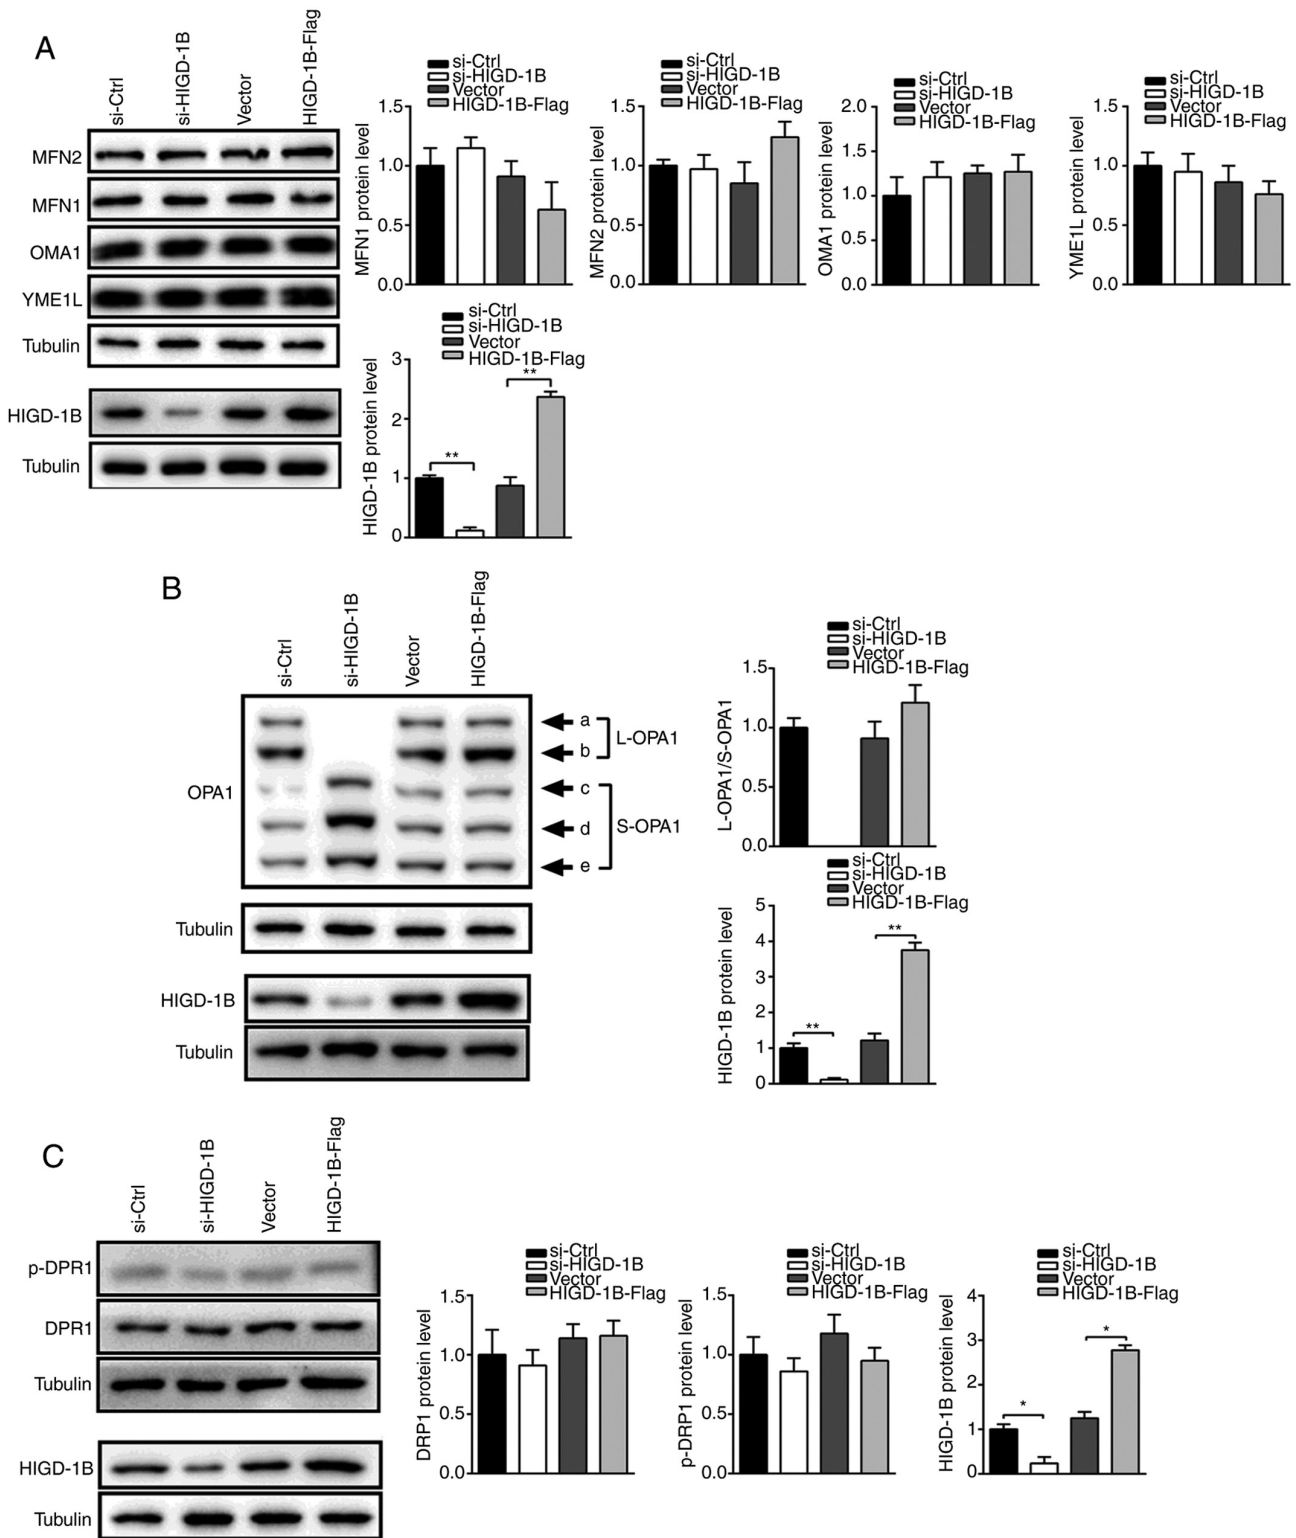 A
si-Ctrl
si-HIGD-1B
Vector
HIGD-1B-Flag
MFN2
MFN1
OMA1
YME1L
Tubulin
HIGD-1B
Tubulin
si-Ctrl
si-HIGD-1B
Vector
HIGD-1B-Flag
MFN1 protein level
1.5
1.0
0.5
0.0
si-Ctrl
si-HIGD-1B
Vector
HIGD-1B-Flag
MFN2 protein level
1.5
1.0
0.5
0.0
si-Ctrl
si-HIGD-1B
Vector
HIGD-1B-Flag
OMA1 protein level
2.0
1.5
1.0
0.5
0.0
si-Ctrl
si-HIGD-1B
Vector
HIGD-1B-Flag
YME1L protein level
1.5
1.0
0.5
0.0
si-Ctrl
si-HIGD-1B
Vector
HIGD-1B-Flag
HIGD-1B protein level
3
2
1
0
**
**
B
si-Ctrl
si-HIGD-1B
Vector
HIGD-1B-Flag
OPA1
a
b
c
d
e
L-OPA1
S-OPA1
Tubulin
HIGD-1B
Tubulin
si-Ctrl
si-HIGD-1B
Vector
HIGD-1B-Flag
L-OPA1/S-OPA1
1.5
1.0
0.5
0.0
si-Ctrl
si-HIGD-1B
Vector
HIGD-1B-Flag
HIGD-1B protein level
5
4
3
2
1
0
**
**
C
si-Ctrl
si-HIGD-1B
Vector
HIGD-1B-Flag
p-DPR1
DPR1
Tubulin
HIGD-1B
Tubulin
si-Ctrl
si-HIGD-1B
Vector
HIGD-1B-Flag
DRP1 protein level
1.5
1.0
0.5
0.0
si-Ctrl
si-HIGD-1B
Vector
HIGD-1B-Flag
p-DRP1 protein level
1.5
1.0
0.5
0.0
si-Ctrl
si-HIGD-1B
Vector
HIGD-1B-Flag
HIGD-1B protein level
4
3
2
1
0
*
*